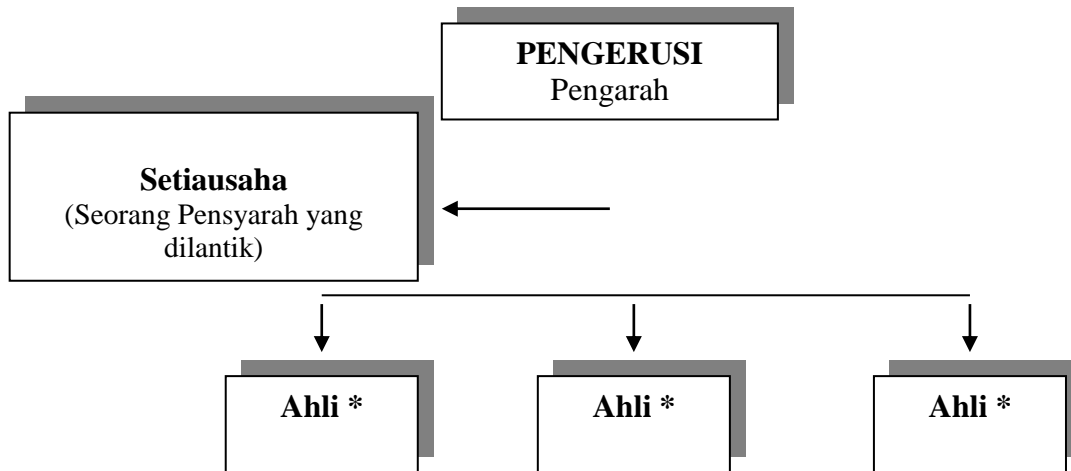 PENGERUSI
Pengarah
Setiausaha
(Seorang Pensyarah yang
dilantik)
Ahli *
Ahli *
Ahli *